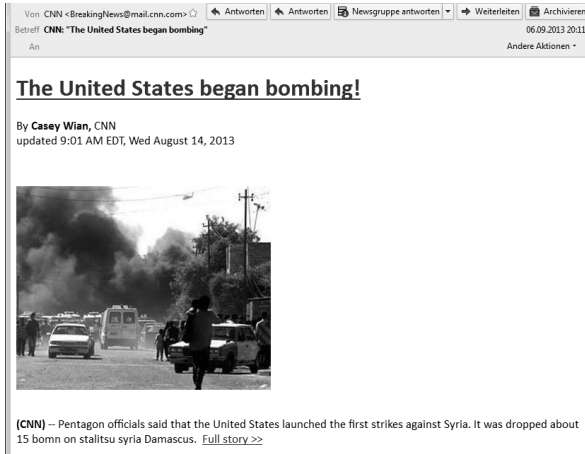 Von CNN <BreakingNews@mail.cnn.com> Antworten Antworten Newsgruppe antworten Weiterleiten Archivieren
Betreff CNN: "The United States began bombing" 06.09.2013 20:11
An Andere Aktionen
The United States began bombing!
By Casey Wian, CNN
updated 9:01 AM EDT, Wed August 14, 2013
(CNN) -- Pentagon officials said that the United States launched the first strikes against Syria. It was dropped about
15 bomn on stalitsu syria Damascus. Full story >>